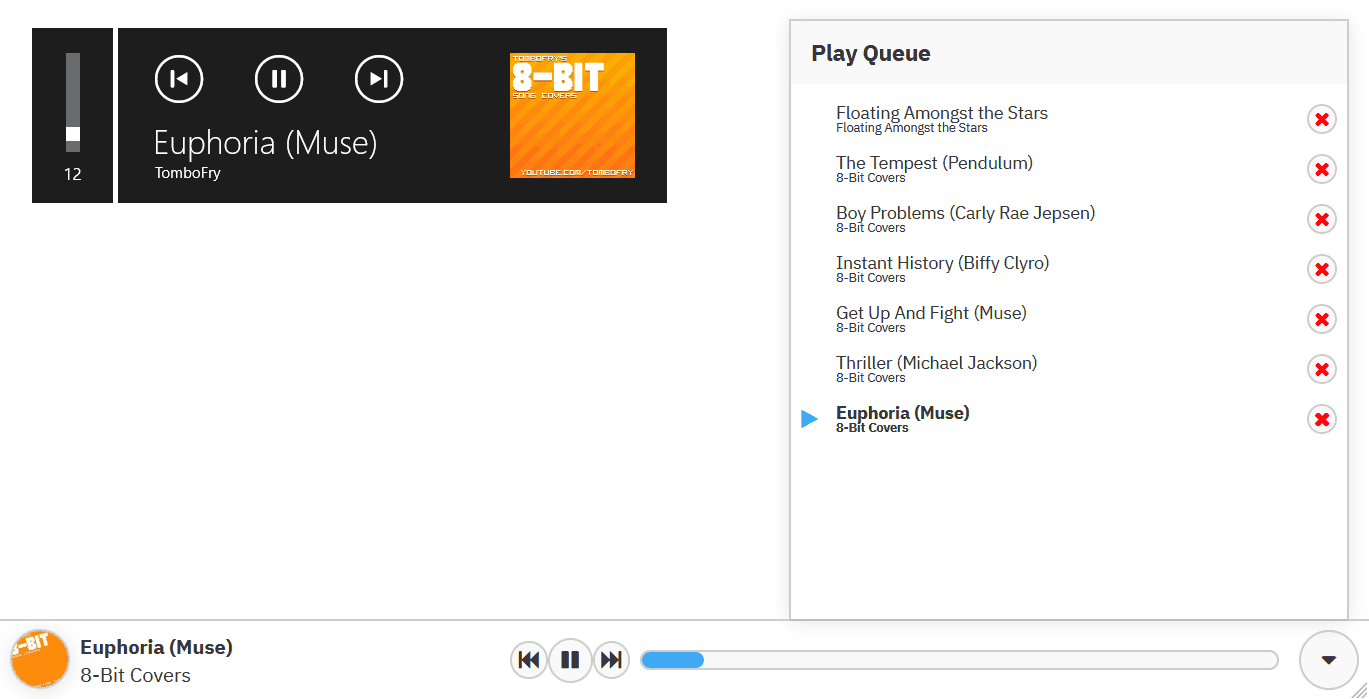 12
Euphoria (Muse)
TomboFry
TOMBOFRY'S
8-BIT
SONG COVERS
YOUTUBE.COM/TOMBOFRY
Play Queue
Floating Amongst the Stars
Floating Amongst the Stars
The Tempest (Pendulum)
8-Bit Covers
Boy Problems (Carly Rae Jepsen)
8-Bit Covers
Instant History (Biffy Clyro)
8-Bit Covers
Get Up And Fight (Muse)
8-Bit Covers
Thriller (Michael Jackson)
8-Bit Covers
Euphoria (Muse)
8-Bit Covers
8-BIT
Euphoria (Muse)
8-Bit Covers